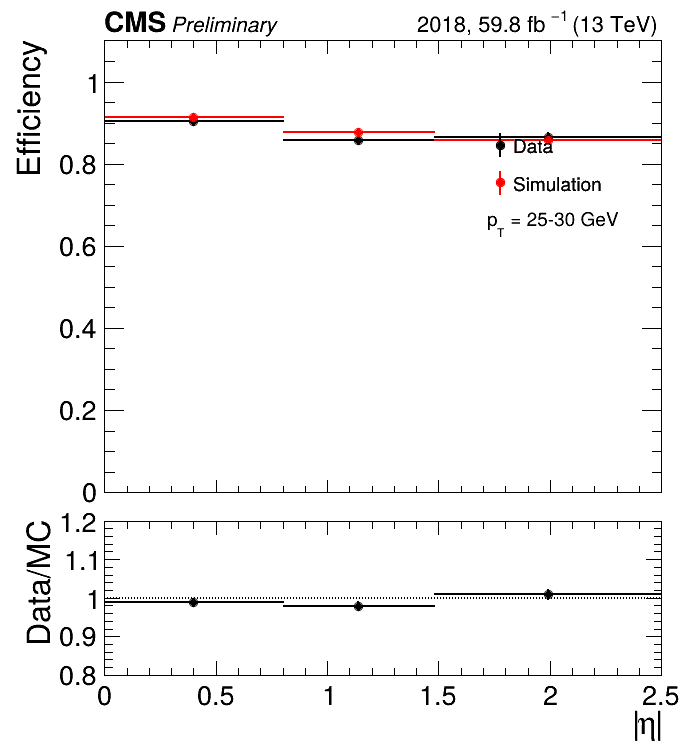 CMS Preliminary 2018, 59.8 fb⁻¹ (13 TeV)
Efficiency
1
0.8
0.6
0.4
0.2
0
Data
Simulation
p_T = 25-30 GeV
Data/MC
1.2
1.1
1
0.9
0.8
0 0.5 1 1.5 2 2.5
|η|